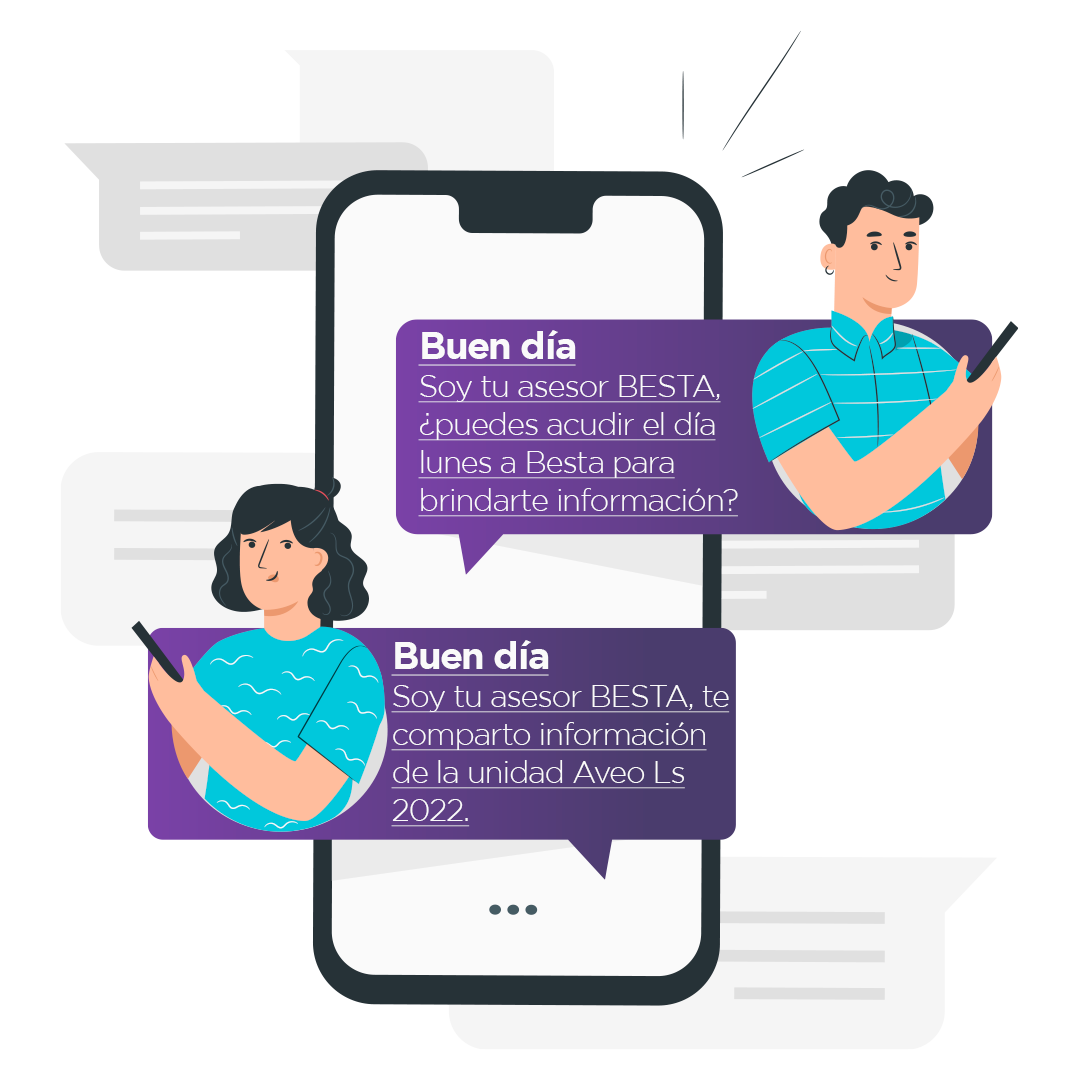 Buen día
Soy tu asesor BESTA,
¿puedes acudir el día
lunes a Besta para
brindarte información?
Buen día
Soy tu asesor BESTA, te
comparto información
de la unidad Aveo Ls
2022.